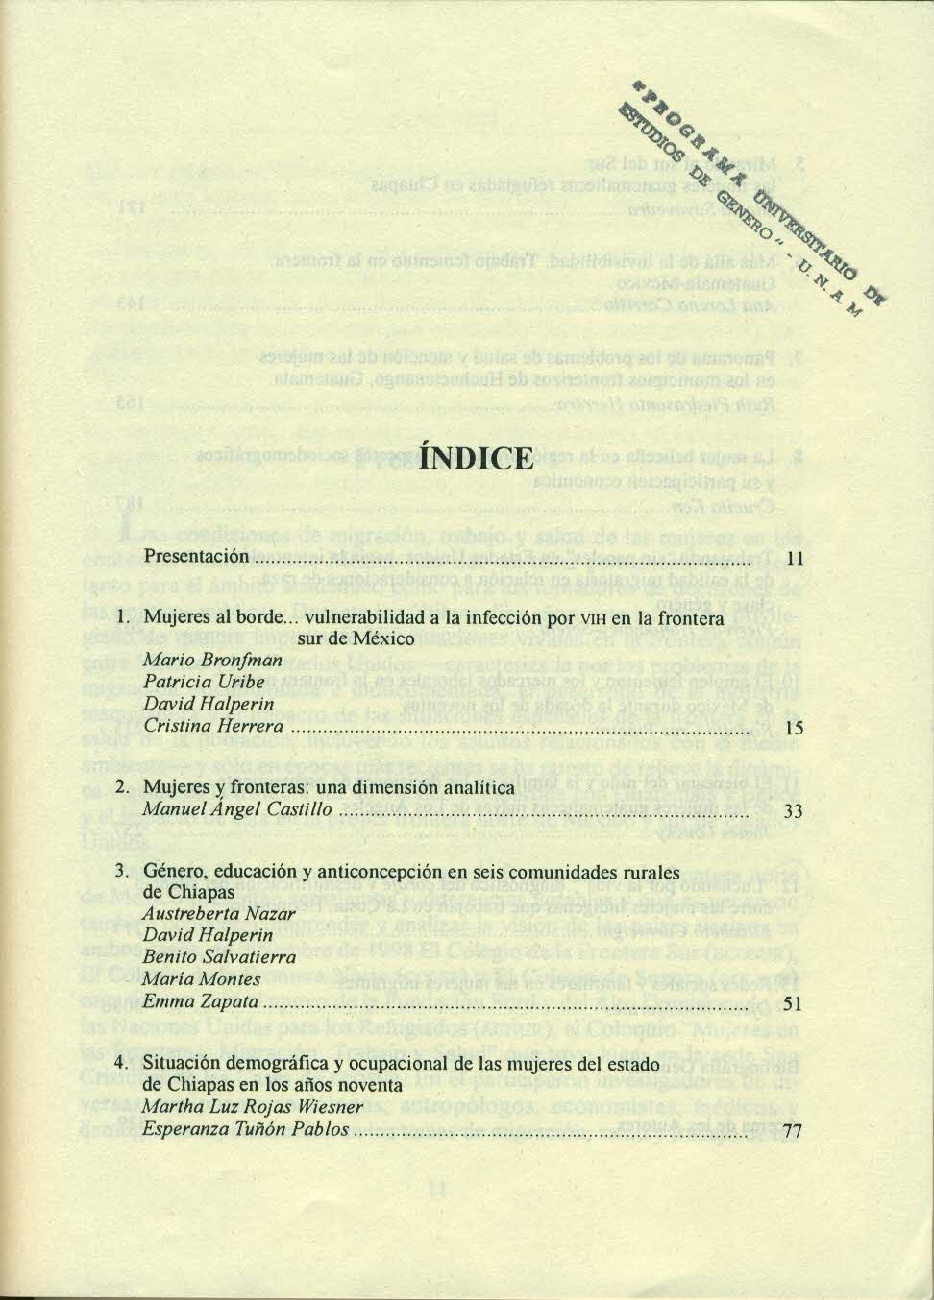 "PROGRAMA UNIVERSITARIO DE
ESTUDIOS DE GENERO" - U. N. A M
ÍNDICE
Presentación ........ 11
1. Mujeres al borde... vulnerabilidad a la infección por VIH en la frontera
sur de México
Mario Bronfman
Patricia Uribe
David Halperin
Cristina Herrera ........ 15
2. Mujeres y fronteras: una dimensión analítica
Manuel Ángel Castillo ........ 33
3. Género, educación y anticoncepción en seis comunidades rurales
de Chiapas
Austreberta Nazar
David Halperin
Benito Salvatierra
María Montes
Emma Zapata ........ 51
4. Situación demográfica y ocupacional de las mujeres del estado
de Chiapas en los años noventa
Martha Luz Rojas Wiesner
Esperanza Tuñón Pablos ........ 77